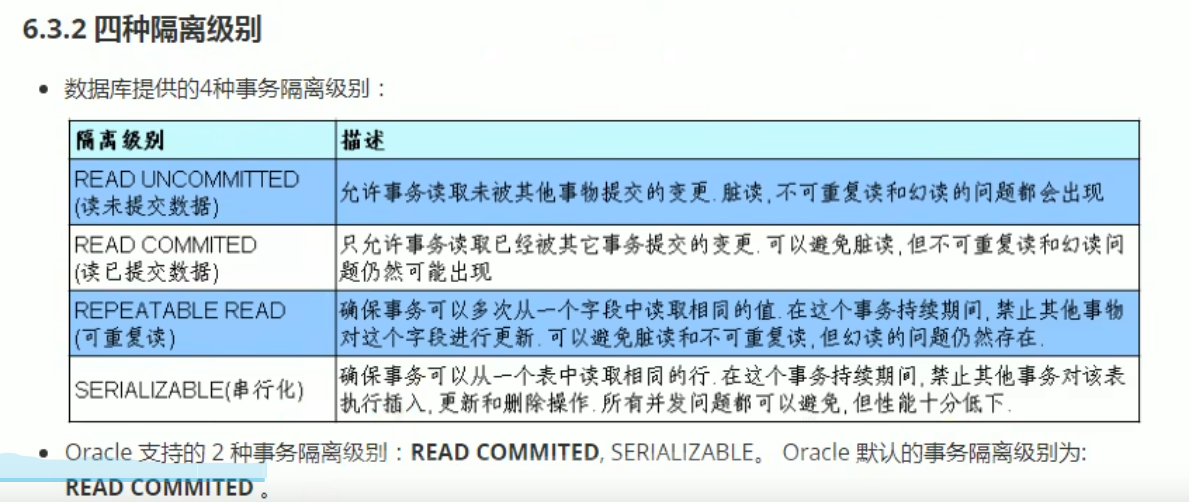 6.3.2 四种隔离级别
数据库提供的4种事务隔离级别：
隔离级别 描述
READ UNCOMMITTED
(读未提交数据)
允许事务读取未被其他事物提交的变更.脏读,不可重复读和幻读的问题都会出现
READ COMMITED
(读已提交数据)
只允许事务读取已经被其它事务提交的变更.可以避免脏读,但不可重复读和幻读问
题仍然可能出现
REPEATABLE READ
(可重复读)
确保事务可以多次从一个字段中读取相同的值.在这个事务持续期间,禁止其他事物
对这个字段进行更新.可以避免脏读和不可重复读,但幻读的问题仍然存在.
SERIALIZABLE(串行化)
确保事务可以从一个表中读取相同的行.在这个事务持续期间,禁止其他事务对该表
执行插入,更新和删除操作.所有并发问题都可以避免,但性能十分低下.
Oracle 支持的 2 种事务隔离级别：READ COMMITED, SERIALIZABLE。 Oracle 默认的事务隔离级别为:
READ COMMITED 。